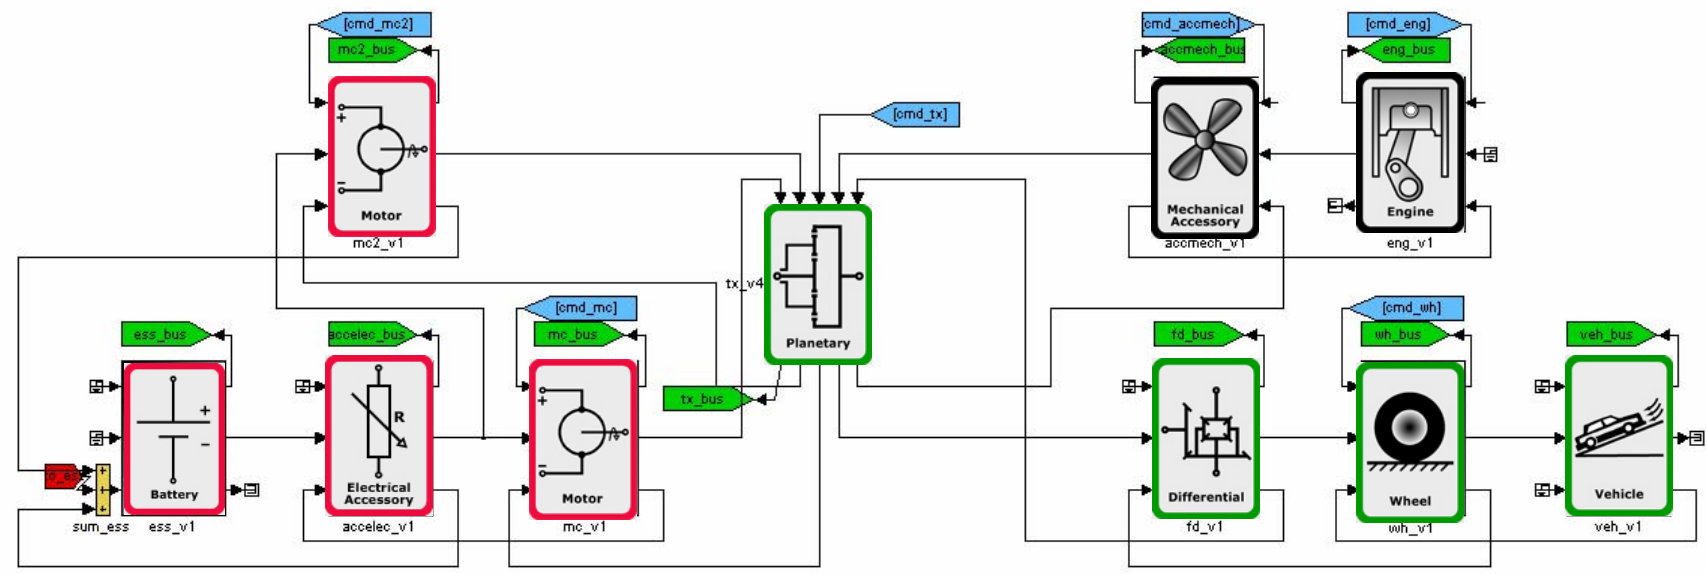 [cmd_mc2]
mc2_bus
+
−
Motor
mc2_v1
[cmd_tx]
[cmd_accmech]
accmech_bus
Mechanical
Accessory
accmech_v1
[cmd_eng]
eng_bus
Engine
eng_v1
tx_v4
Planetary
tx_bus
ess_bus
+
−
Battery
ess_v1
+
+
+
sum_ess
accelec_bus
R
Electrical
Accessory
accelec_v1
[cmd_mc]
mc_bus
+
−
Motor
mc_v1
fd_bus
Differential
fd_v1
[cmd_wh]
wh_bus
Wheel
wh_v1
veh_bus
Vehicle
veh_v1